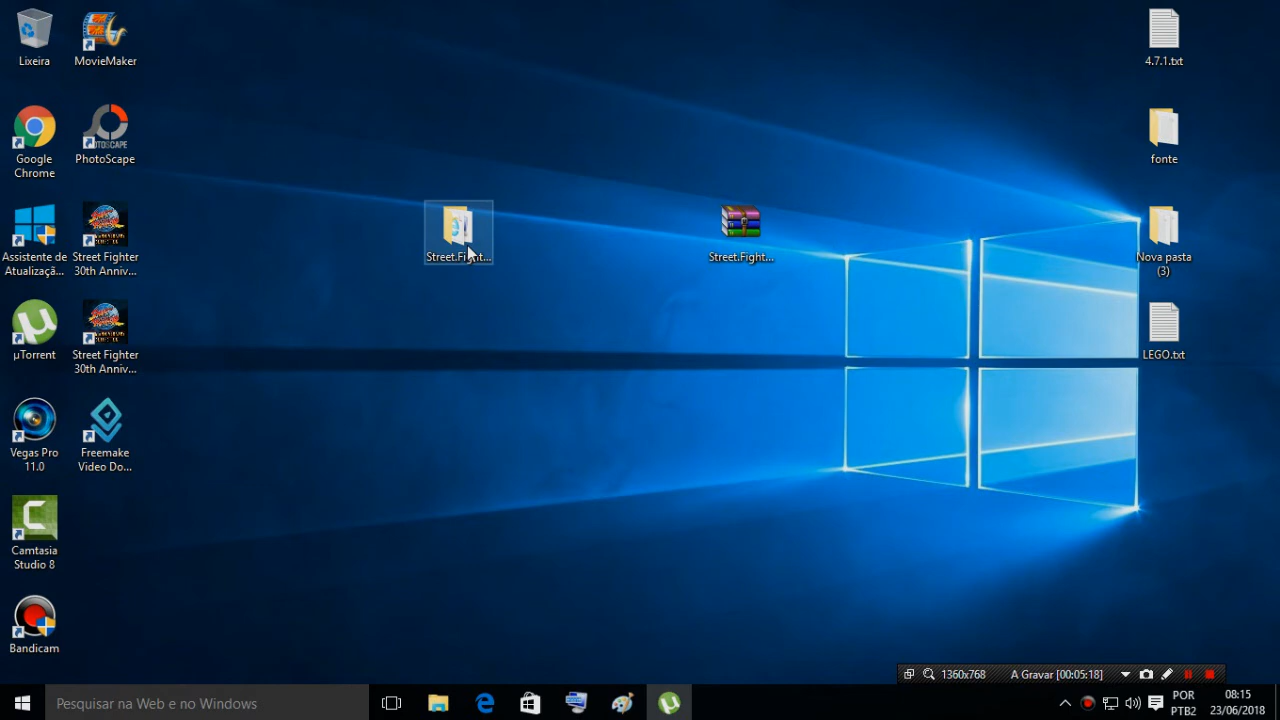 Lixeira
MovieMaker
Google
Chrome
PhotoScape
Assistente de
Atualizaçã...
Street Fighter
30th Anniv...
µTorrent
Street Fighter
30th Anniv...
Vegas Pro
11.0
Freemake
Video Do...
Camtasia
Studio 8
Bandicam
Street.Fight...
Street.Fight...
4.7.1.txt
fonte
Nova pasta
(3)
LEGO.txt
1360x768
A Gravar [00:05:18]
Pesquisar na Web e no Windows
POR
PTB2
08:15
23/06/2018